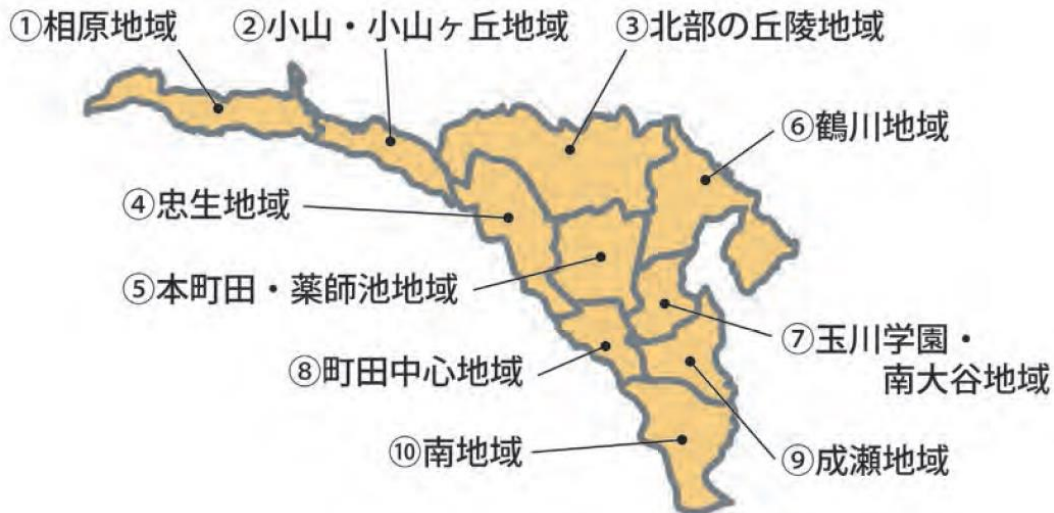 ①相原地域
②小山・小山ヶ丘地域
③北部の丘陵地域
⑥鶴川地域
④忠生地域
⑤本町田・薬師池地域
⑦玉川学園・
南大谷地域
⑧町田中心地域
⑩南地域
⑨成瀬地域